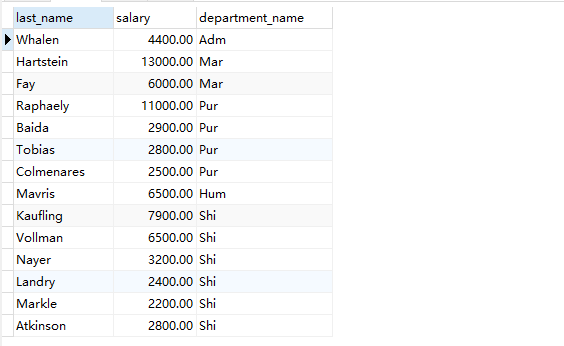 last_name salary department_name
Whalen 4400.00 Adm
Hartstein 13000.00 Mar
Fay 6000.00 Mar
Raphaely 11000.00 Pur
Baida 2900.00 Pur
Tobias 2800.00 Pur
Colmenares 2500.00 Pur
Mavris 6500.00 Hum
Kaufling 7900.00 Shi
Vollman 6500.00 Shi
Nayer 3200.00 Shi
Landry 2400.00 Shi
Markle 2200.00 Shi
Atkinson 2800.00 Shi